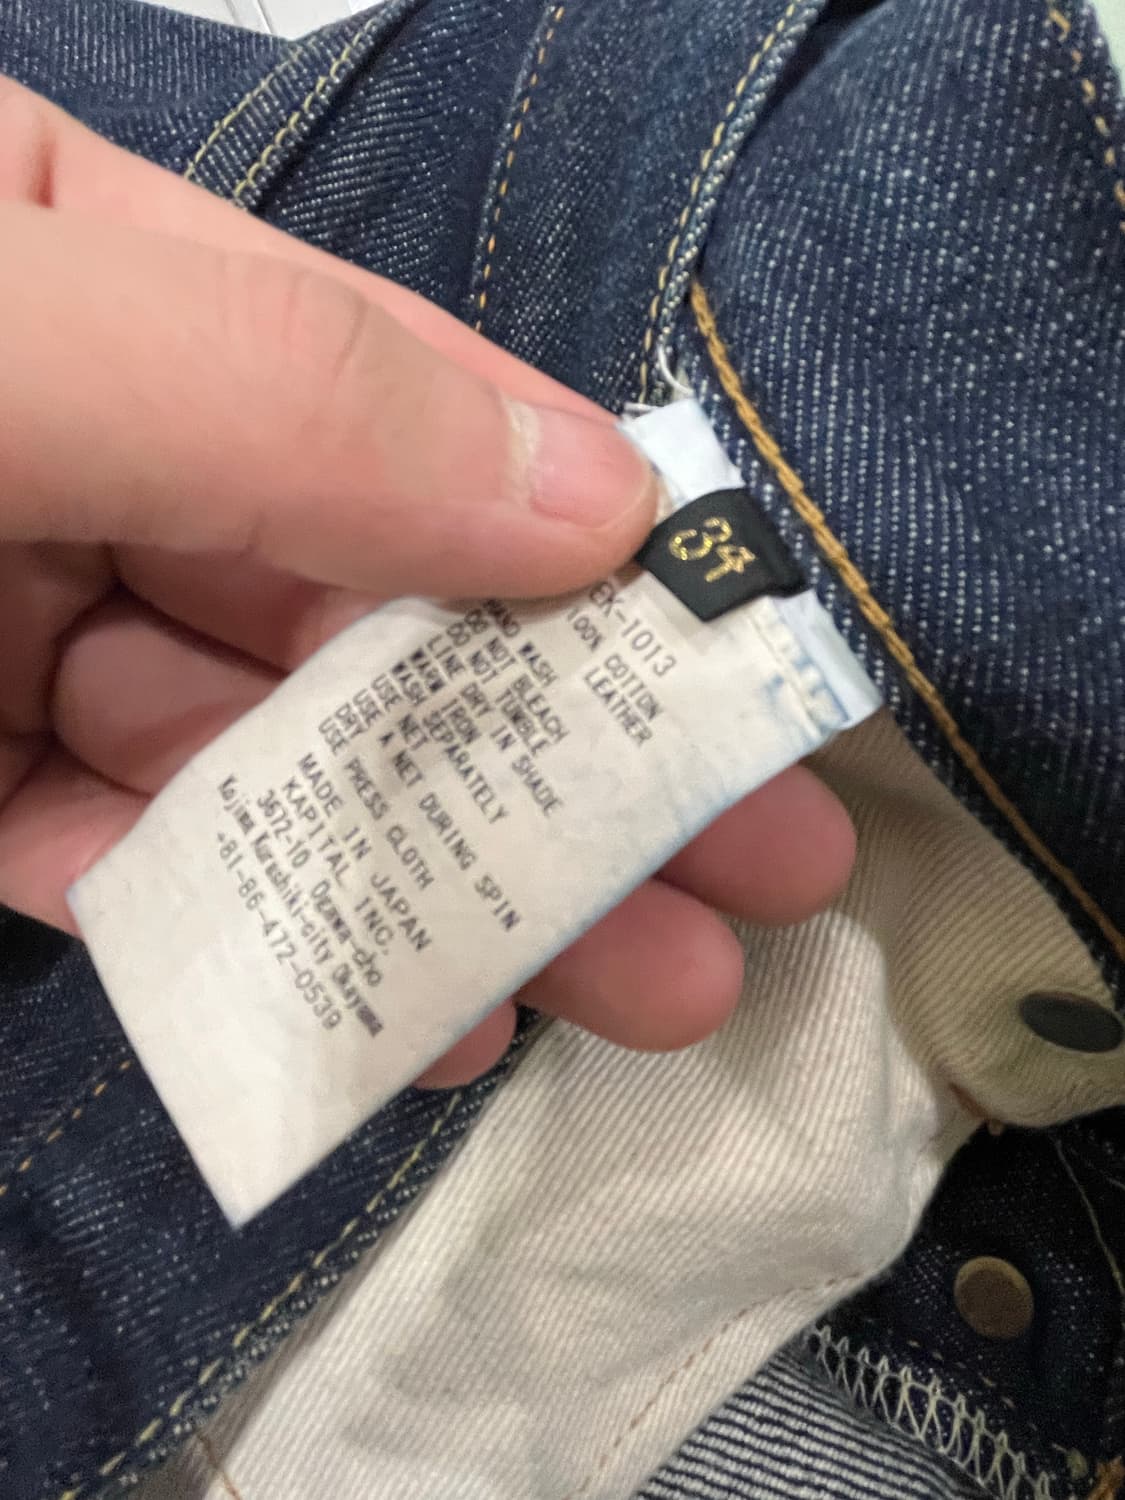 34
EK-1013
100% COTTON
LEATHER
HAND WASH
DO NOT BLEACH
DO NOT TUMBLE
LINE DRY IN SHADE
WARM IRON
WASH SEPARATELY
USE NET
USE A NET DURING SPIN
DRY
USE PRESS CLOTH
MADE IN JAPAN
KAPITAL INC.
3672-10 Ogawa-cho
Kojima Kurashiki-city Okayama
+81-86-472-0539